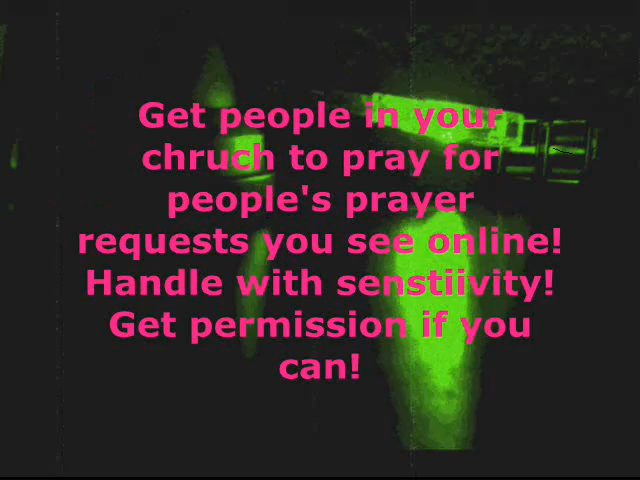 Get people in your
chruch to pray for
people's prayer
requests you see online!
Handle with senstiivity!
Get permission if you
can!